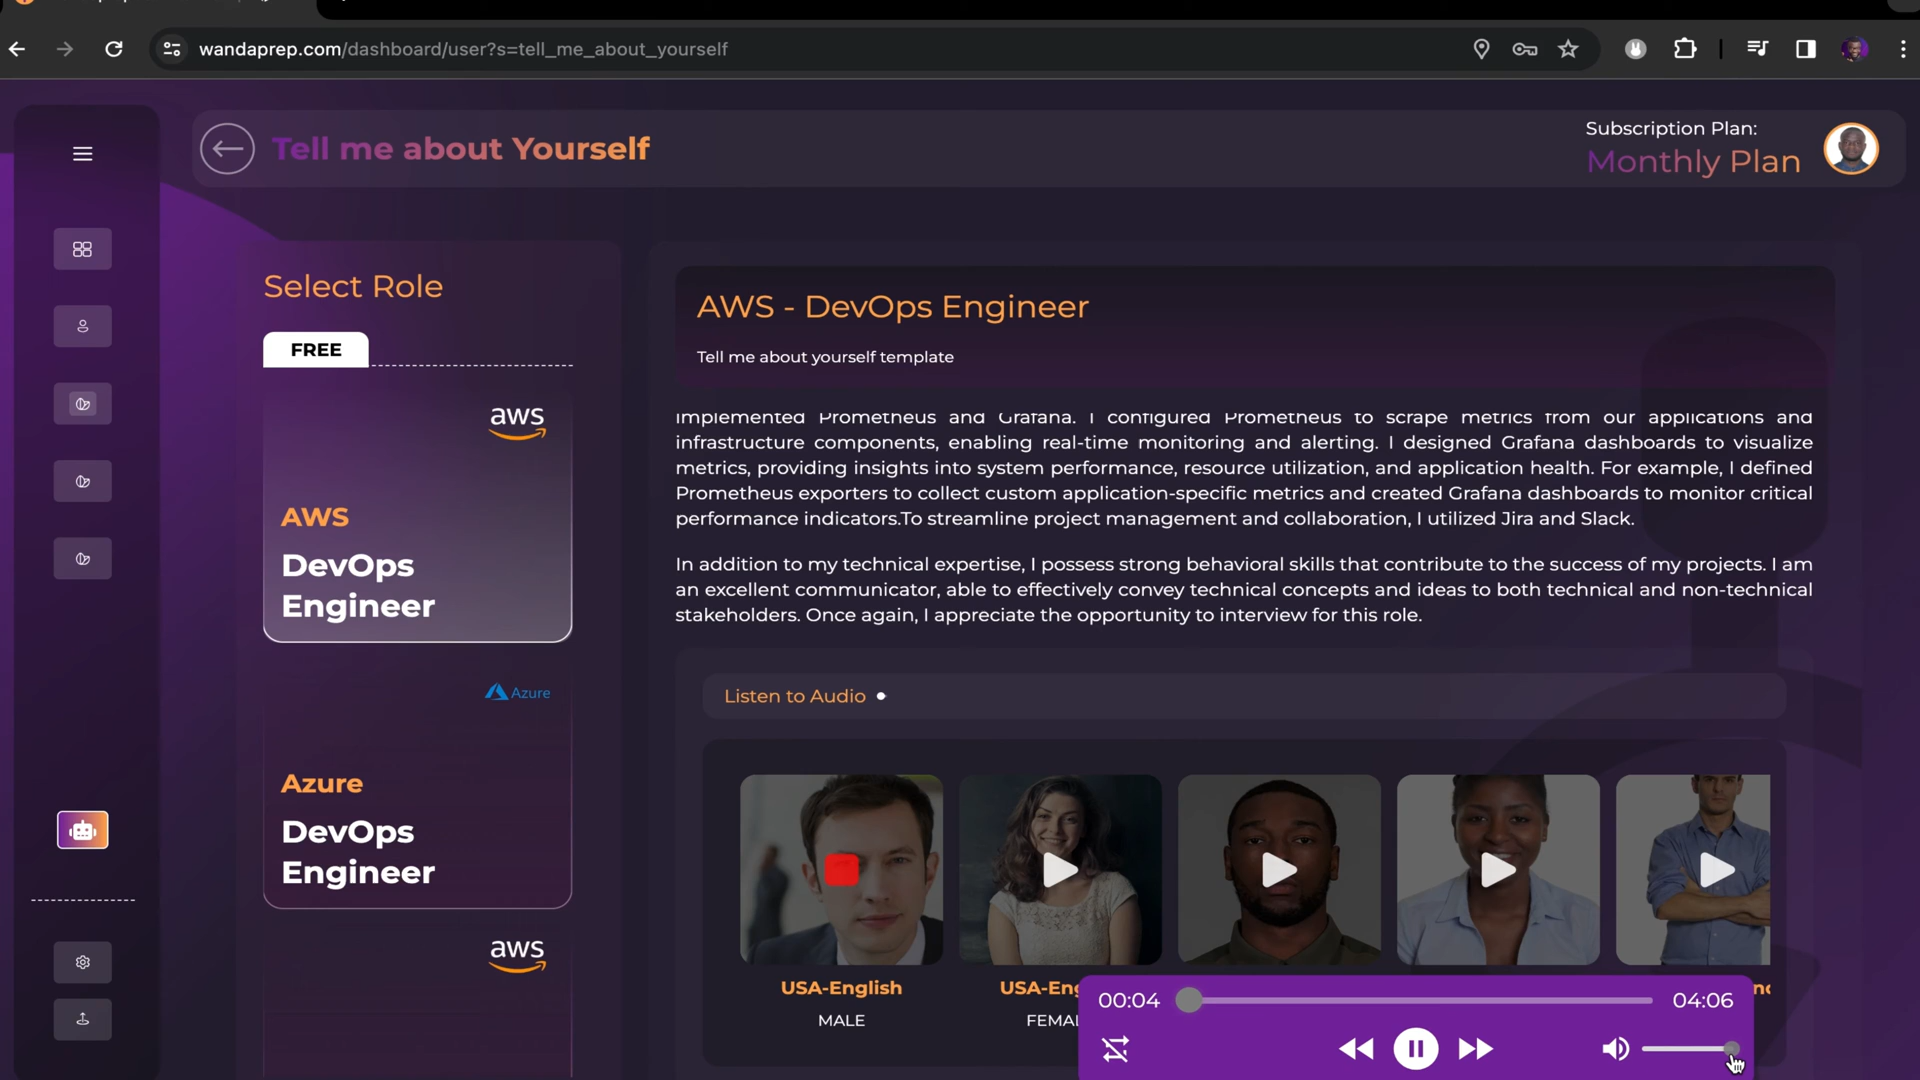 wandaprep.com/dashboard/user?s=tell_me_about_yourself
Tell me about Yourself
Subscription Plan:
Monthly Plan
Select Role
FREE
aws
AWS
DevOps
Engineer
Azure
Azure
DevOps
Engineer
aws
AWS - DevOps Engineer
Tell me about yourself template
implemented Prometheus and Grafana. I configured Prometheus to scrape metrics from our applications and
infrastructure components, enabling real-time monitoring and alerting. I designed Grafana dashboards to visualize
metrics, providing insights into system performance, resource utilization, and application health. For example, I defined
Prometheus exporters to collect custom application-specific metrics and created Grafana dashboards to monitor critical
performance indicators.To streamline project management and collaboration, I utilized Jira and Slack.
In addition to my technical expertise, I possess strong behavioral skills that contribute to the success of my projects. I am
an excellent communicator, able to effectively convey technical concepts and ideas to both technical and non-technical
stakeholders. Once again, I appreciate the opportunity to interview for this role.
Listen to Audio
USA-English
MALE
USA-Eng
FEMAL
00:04
04:06